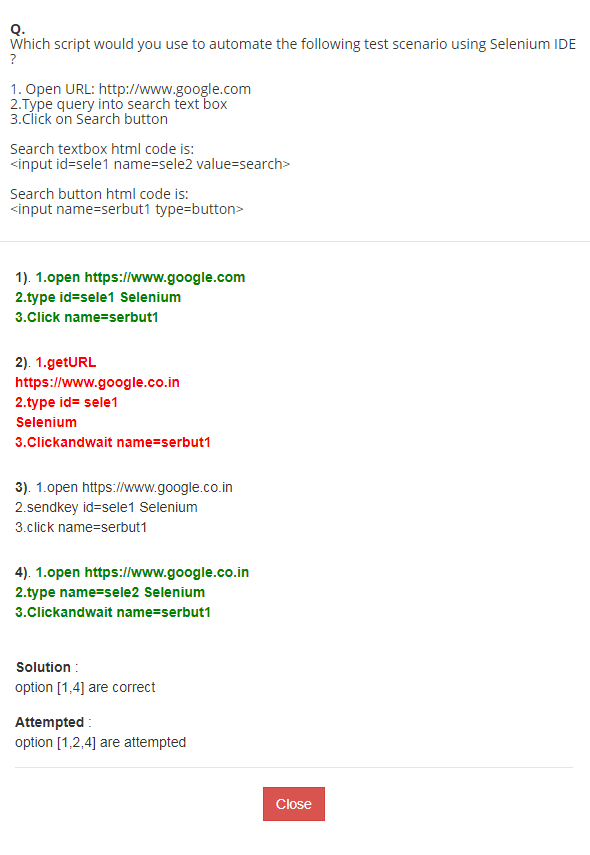 Q.
Which script would you use to automate the following test scenario using Selenium IDE
?
1. Open URL: http://www.google.com
2.Type query into search text box
3.Click on Search button
Search textbox html code is:
<input id=sele1 name=sele2 value=search>
Search button html code is:
<input name=serbut1 type=button>
1). 1.open https://www.google.com
2.type id=sele1 Selenium
3.Click name=serbut1
2). 1.getURL
https://www.google.co.in
2.type id= sele1
Selenium
3.Clickandwait name=serbut1
3). 1.open https://www.google.co.in
2.sendkey id=sele1 Selenium
3.click name=serbut1
4). 1.open https://www.google.co.in
2.type name=sele2 Selenium
3.Clickandwait name=serbut1
Solution :
option [1,4] are correct
Attempted :
option [1,2,4] are attempted
Close